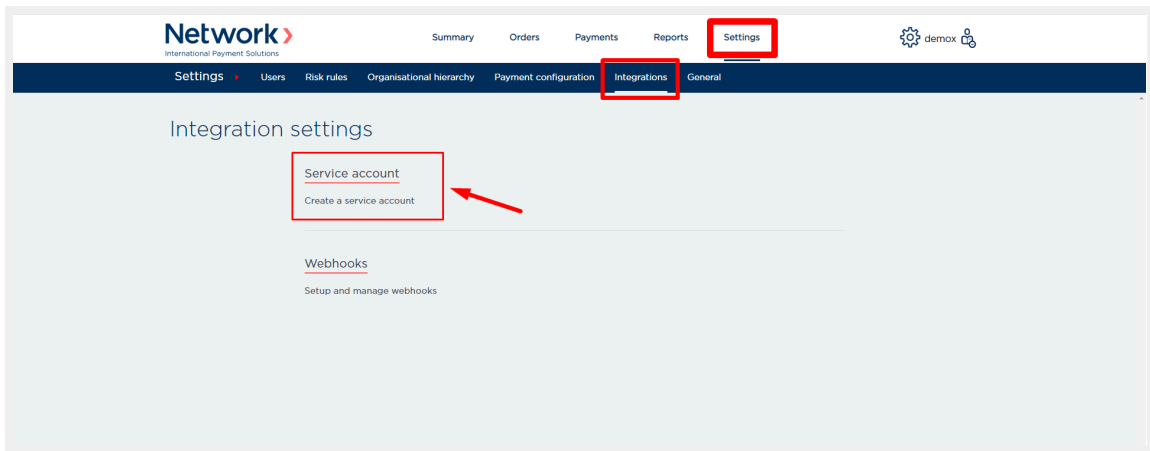 Network
International Payment Solutions
Summary Orders Payments Reports Settings
demox
Settings Users Risk rules Organisational hierarchy Payment configuration Integrations General
Integration settings
Service account
Create a service account
Webhooks
Setup and manage webhooks